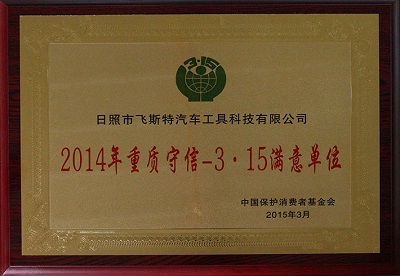 3·15
日照市飞斯特汽车工具科技有限公司
2014年重质守信-3·15满意单位
中国保护消费者基金会
2015年3月